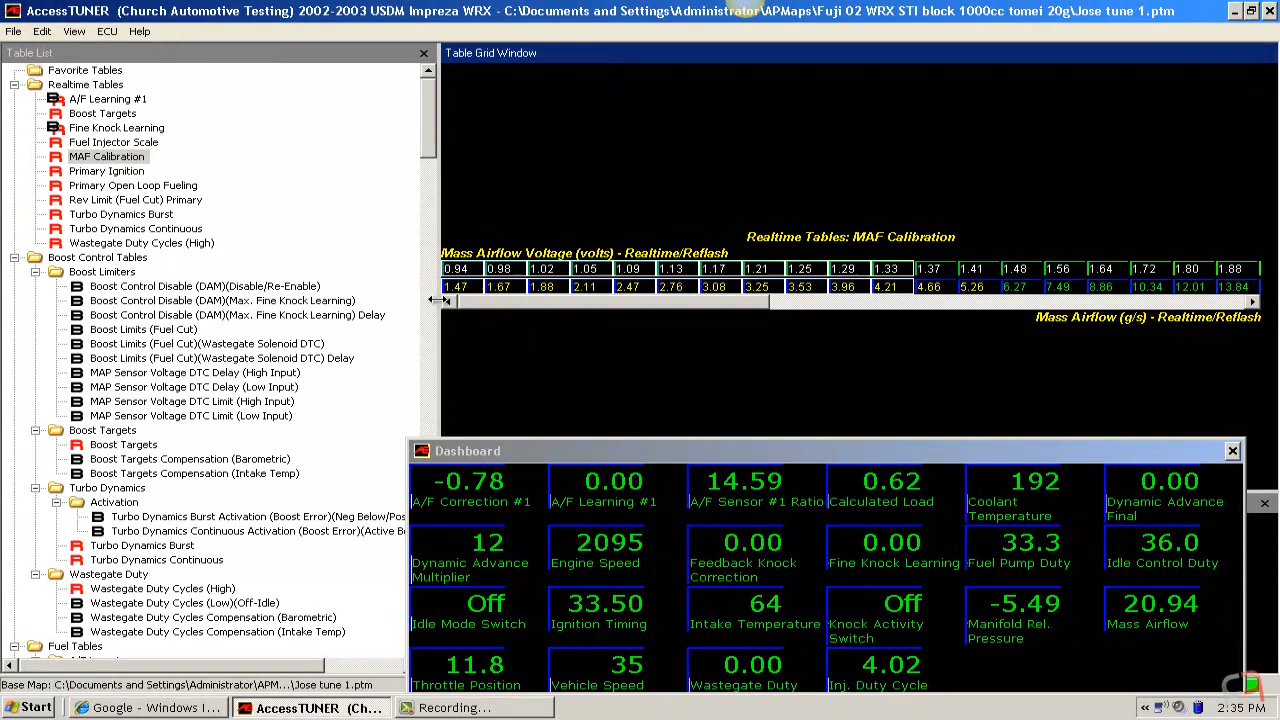 AccessTUNER (Church Automotive Testing) 2002-2003 USDM Impreza WRX - C:\Documents and Settings\Administrator\APMaps\Fuji 02 WRX STI block 1000cc tomei 20g\Jose tune 1.ptm
File Edit View ECU Help
Table List
Favorite Tables
Realtime Tables
A/F Learning #1
Boost Targets
Fine Knock Learning
Fuel Injector Scale
MAF Calibration
Primary Ignition
Primary Open Loop Fueling
Rev Limit (Fuel Cut) Primary
Turbo Dynamics Burst
Turbo Dynamics Continuous
Wastegate Duty Cycles (High)
Boost Control Tables
Boost Limiters
Boost Control Disable (DAM)(Disable/Re-Enable)
Boost Control Disable (DAM)(Max. Fine Knock Learning)
Boost Control Disable (DAM)(Max. Fine Knock Learning) Delay
Boost Limits (Fuel Cut)
Boost Limits (Fuel Cut)(Wastegate Solenoid DTC)
Boost Limits (Fuel Cut)(Wastegate Solenoid DTC) Delay
MAP Sensor Voltage DTC Delay (High Input)
MAP Sensor Voltage DTC Delay (Low Input)
MAP Sensor Voltage DTC Limit (High Input)
MAP Sensor Voltage DTC Limit (Low Input)
Boost Targets
Boost Targets
Boost Targets Compensation (Barometric)
Boost Targets Compensation (Intake Temp)
Turbo Dynamics
Activation
Turbo Dynamics Burst Activation (Boost Error)(Neg Below/Pos
Turbo Dynamics Continuous Activation (Boost Error)(Active B
Turbo Dynamics Burst
Turbo Dynamics Continuous
Wastegate Duty
Wastegate Duty Cycles (High)
Wastegate Duty Cycles (Low)(Off-Idle)
Wastegate Duty Cycles Compensation (Barometric)
Wastegate Duty Cycles Compensation (Intake Temp)
Fuel Tables
Base Map: C:\Documents and Settings\Administrator\APM...\Jose tune 1.ptm
Table Grid Window
Realtime Tables: MAF Calibration
Mass Airflow Voltage (volts) - Realtime/Reflash
0.94 0.98 1.02 1.05 1.09 1.13 1.17 1.21 1.25 1.29 1.33 1.37 1.41 1.48 1.56 1.64 1.72 1.80 1.88
1.47 1.67 1.88 2.11 2.47 2.76 3.08 3.25 3.53 3.96 4.21 4.66 5.26 6.27 7.49 8.86 10.34 12.01 13.84
Mass Airflow (g/s) - Realtime/Reflash
Dashboard
-0.78 0.00 14.59 0.62 192 0.00
A/F Correction #1 A/F Learning #1 A/F Sensor #1 Ratio Calculated Load Coolant Temperature Dynamic Advance Final
12 2095 0.00 0.00 33.3 36.0
Dynamic Advance Multiplier Engine Speed Feedback Knock Correction Fine Knock Learning Fuel Pump Duty Idle Control Duty
Off 33.50 64 Off -5.49 20.94
Idle Mode Switch Ignition Timing Intake Temperature Knock Activity Switch Manifold Rel. Pressure Mass Airflow
11.8 35 0.00 4.02
Throttle Position Vehicle Speed Wastegate Duty Inj. Duty Cycle
Start Google - Windows I... AccessTUNER (Ch... Recording... 2:35 PM